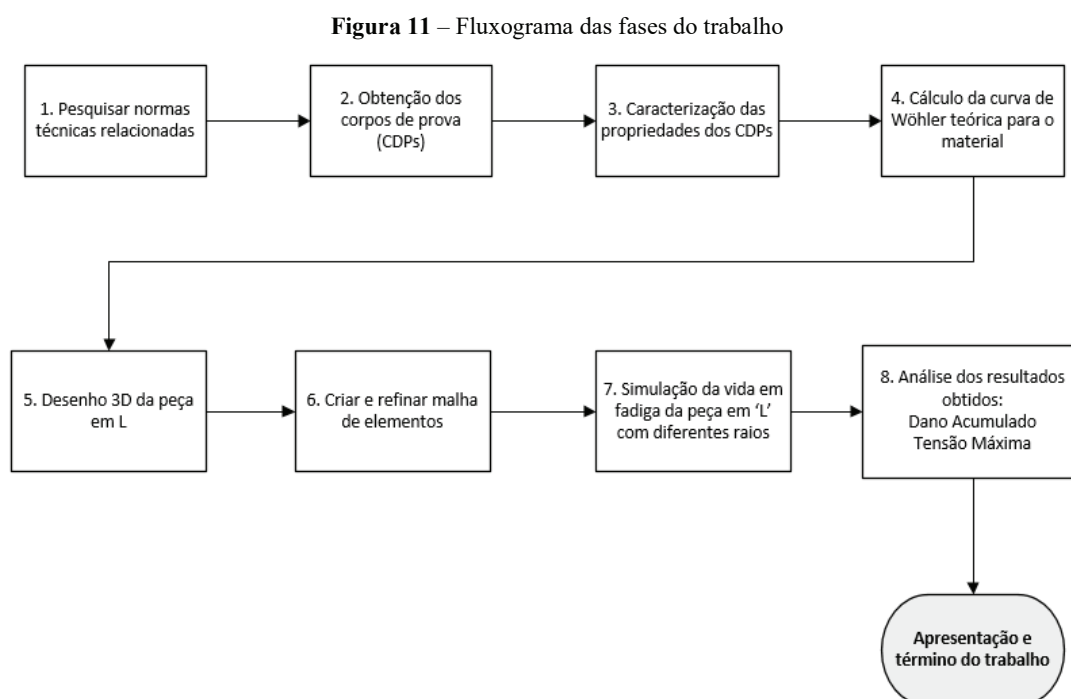 Figura 11 – Fluxograma das fases do trabalho
1. Pesquisar normas
técnicas relacionadas
2. Obtenção dos
corpos de prova
(CDPs)
3. Caracterização das
propriedades dos CDPs
4. Cálculo da curva de
Wöhler teórica para o
material
5. Desenho 3D da peça
em L
6. Criar e refinar malha
de elementos
7. Simulação da vida em
fadiga da peça em ‘L’
com diferentes raios
8. Análise dos resultados
obtidos:
Dano Acumulado
Tensão Máxima
Apresentação e
término do trabalho